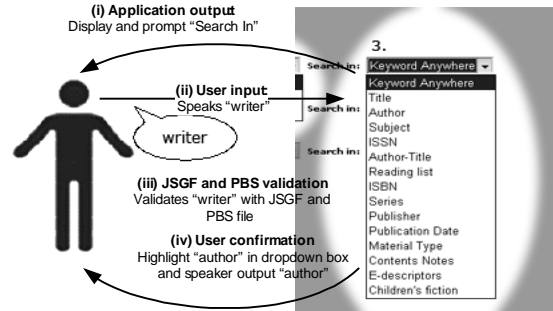 (i) Application output
Display and prompt “Search In”
3.
Search in: Keyword Anywhere
Keyword Anywhere
(ii) User input
Speaks “writer”
Title
Search in:
Author
Subject
writer
ISSN
Search in:
Author-Title
Reading list
(iii) JSGF and PBS validation
ISBN
Validates “writer” with JSGF and
Series
PBS file
Publisher
Publication Date
(iv) User confirmation
Material Type
Highlight “author” in dropdown box
Contents Notes
and speaker output “author”
E-descriptors
Children's fiction